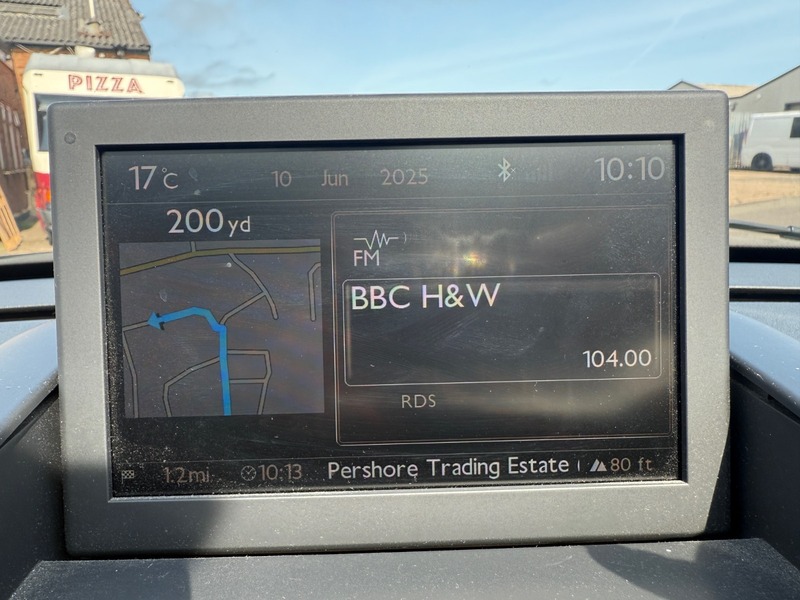 PIZZA
17°C 10 Jun 2025 10:10
200 yd
FM
BBC H&W
104.00
RDS
1.2mi 10:13 Pershore Trading Estate 80 ft